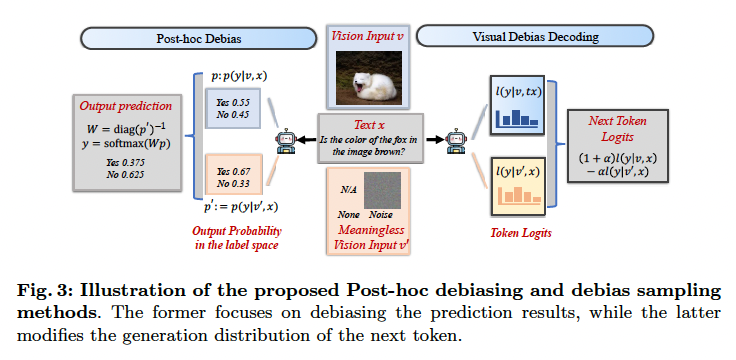 Post-hoc Debias
Vision Input v
Visual Debias Decoding
p: p(y|v, x)
Yes 0.55
No 0.45
Output prediction
W = diag(p′)⁻¹
y = softmax(Wp)
Yes 0.375
No 0.625
Yes 0.67
No 0.33
p′: = p(y|v′, x)
Output Probability
in the label space
Text x
Is the color of the fox in
the image brown?
N/A
None Noise
Meaningless
Vision Input v′
l(y|v, tx)
l(y|v′, x)
Token Logits
Next Token
Logits
(1 + α)l(y|v, x)
− αl(y|v′, x)
Fig. 3: Illustration of the proposed Post-hoc debiasing and debias sampling
methods. The former focuses on debiasing the prediction results, while the latter
modifies the generation distribution of the next token.